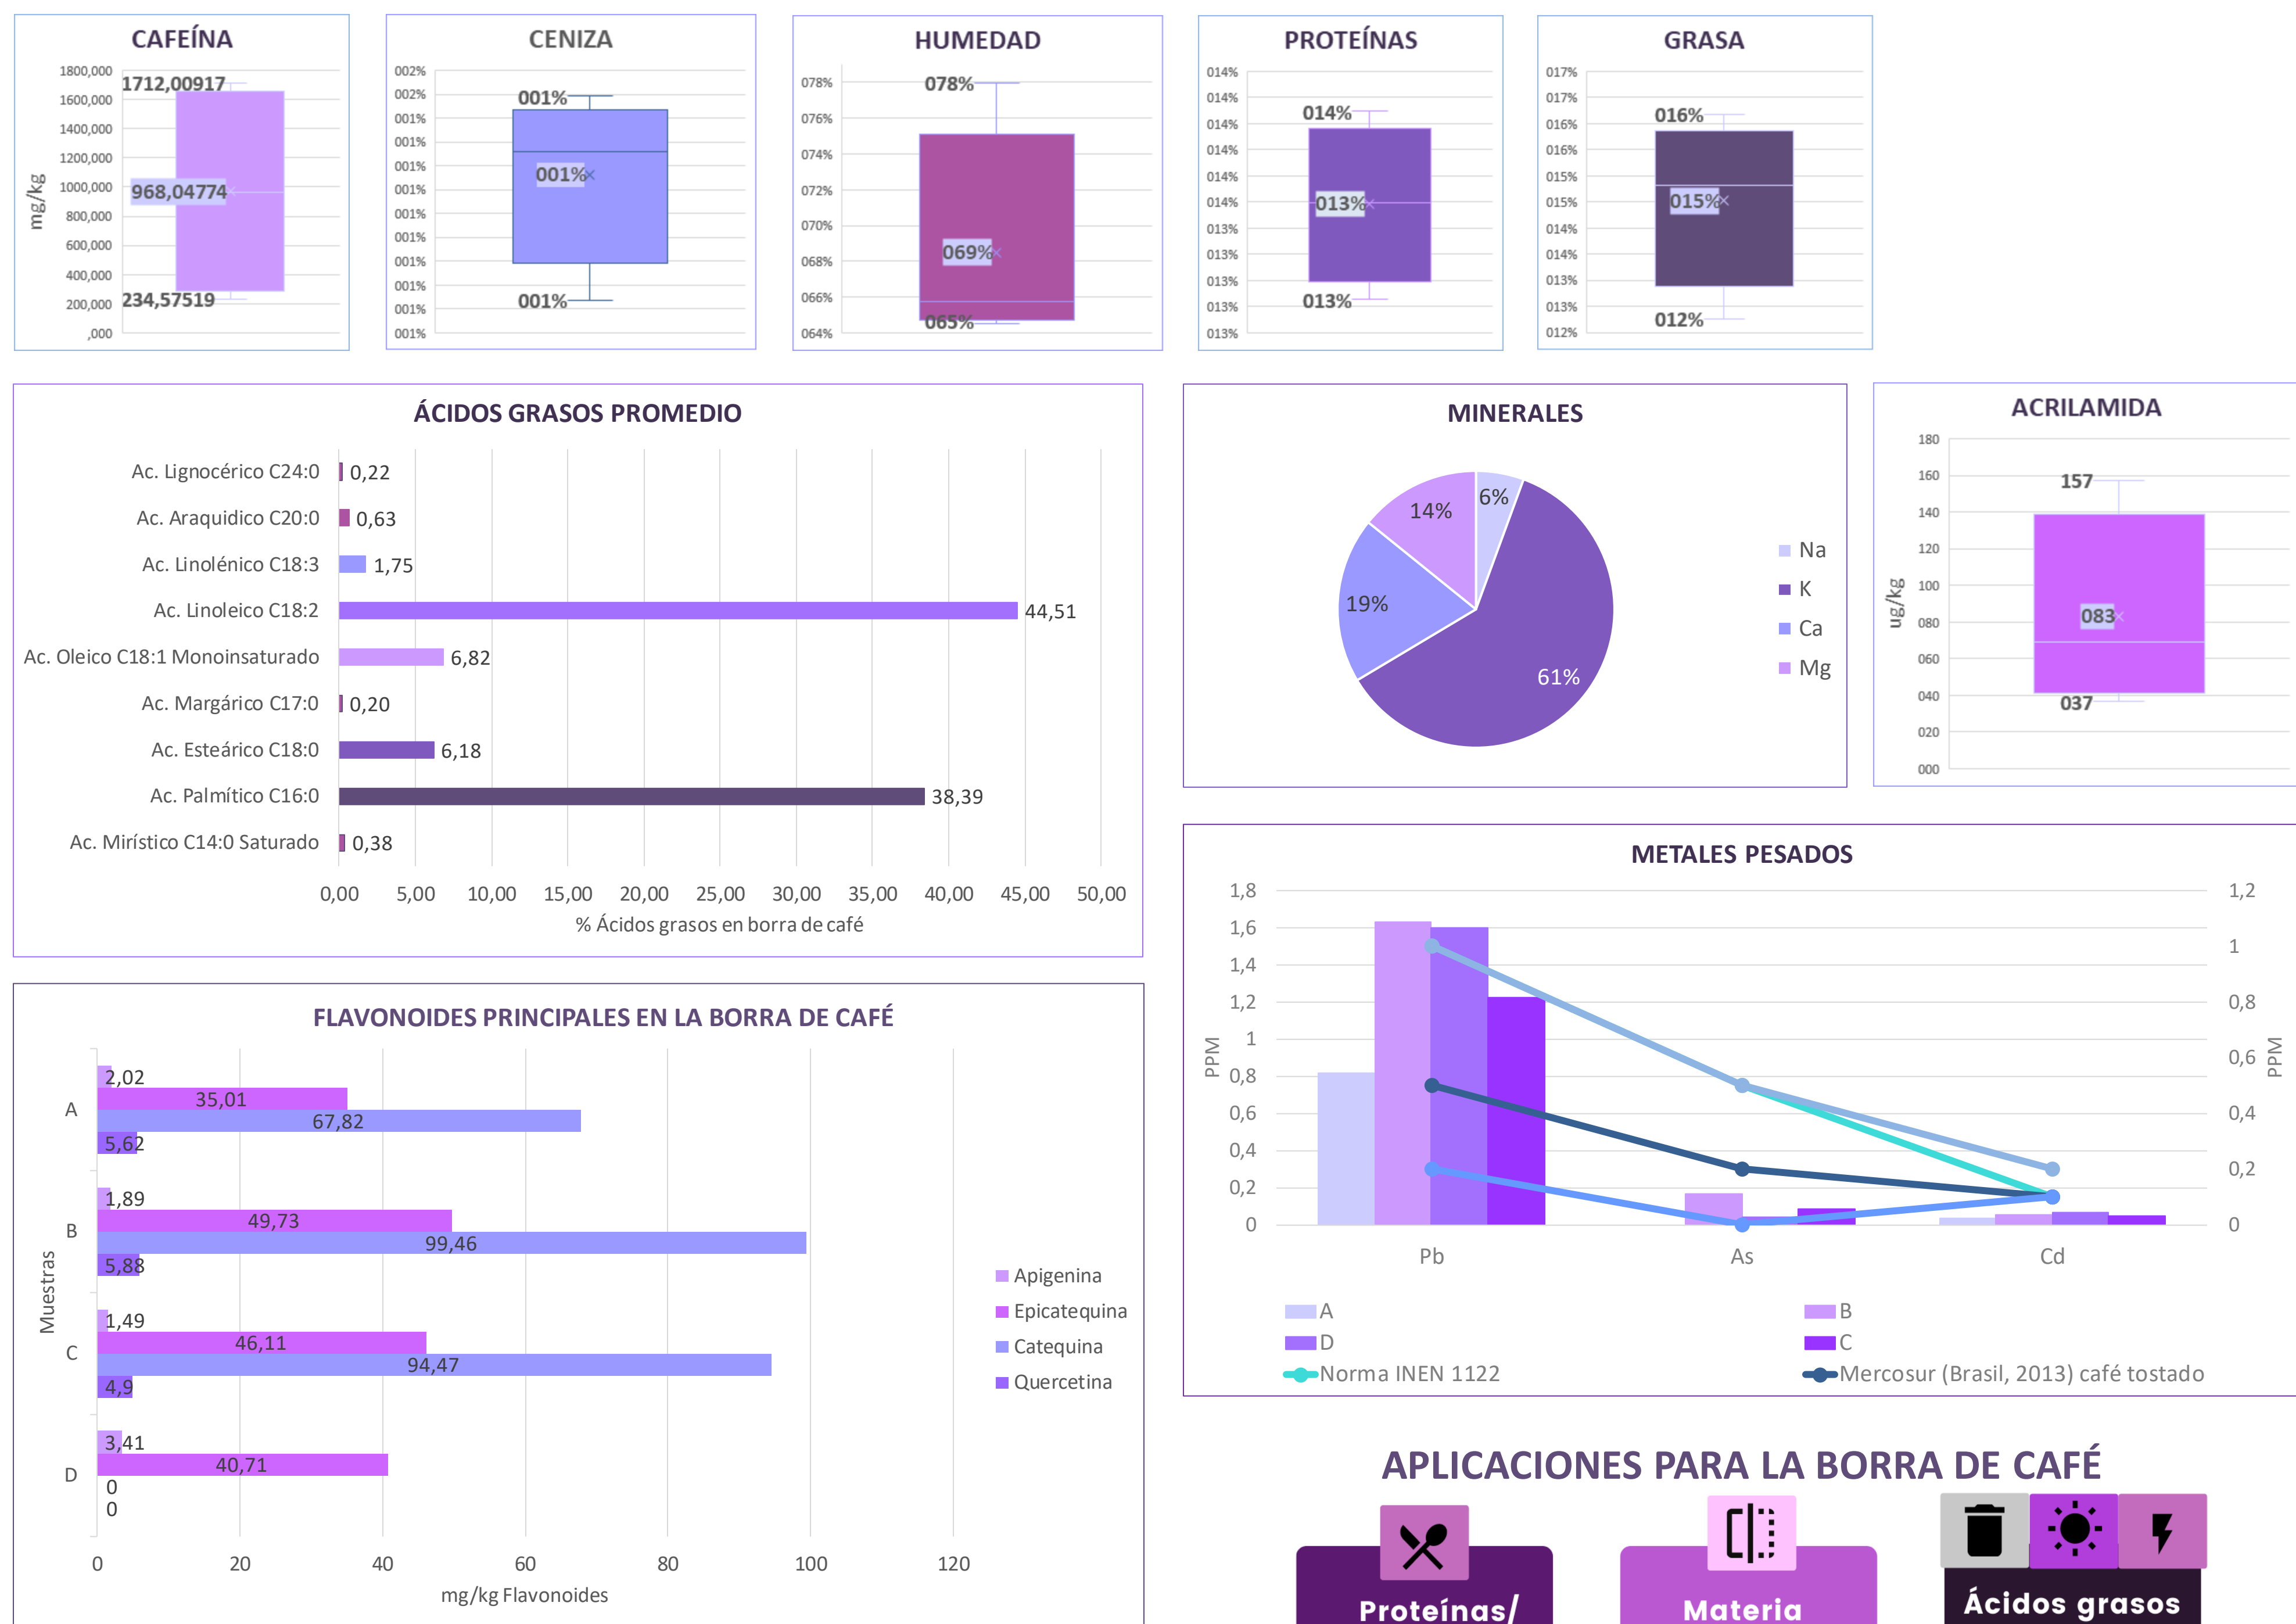 CAFEÍNA
1800,000
1712,00917
1600,000
1400,000
1200,000
1000,000
968,04774
800,000
600,000
400,000
234,57519
200,000
,000
mg/kg
CENIZA
002%
002%
001%
001%
001%
001%
001%
001%
001%
001%
001%
001%
001%
001%
001%
HUMEDAD
078%
078%
076%
074%
072%
070%
069%
068%
066%
065%
064%
PROTEÍNAS
014%
014%
014%
014%
014%
014%
014%
013%
013%
013%
013%
013%
013%
013%
GRASA
017%
017%
016%
016%
016%
015%
015%
015%
014%
014%
013%
013%
012%
012%
ÁCIDOS GRASOS PROMEDIO
Ac. Lignocérico C24:0 0,22
Ac. Araquidico C20:0 0,63
Ac. Linolénico C18:3 1,75
Ac. Linoleico C18:2 44,51
Ac. Oleico C18:1 Monoinsaturado 6,82
Ac. Margárico C17:0 0,20
Ac. Esteárico C18:0 6,18
Ac. Palmítico C16:0 38,39
Ac. Mirístico C14:0 Saturado 0,38
0,00 5,00 10,00 15,00 20,00 25,00 30,00 35,00 40,00 45,00 50,00
% Ácidos grasos en borra de café
MINERALES
6%
14%
19%
61%
Na
K
Ca
Mg
ACRILAMIDA
180
160
157
140
120
100
083
080
060
040
037
020
000
ug/kg
FLAVONOIDES PRINCIPALES EN LA BORRA DE CAFÉ
Muestras
A
2,02
35,01
67,82
5,62
B
1,89
49,73
99,46
5,88
C
1,49
46,11
94,47
4,9
D
3,41
40,71
0
0
0 20 40 60 80 100 120
mg/kg Flavonoides
Apigenina
Epicatequina
Catequina
Quercetina
METALES PESADOS
1,8
1,6
1,4
1,2
1
0,8
0,6
0,4
0,2
0
PPM
1,2
1
0,8
0,6
0,4
0,2
0
PPM
Pb As Cd
A B
D C
Norma INEN 1122 Mercosur (Brasil, 2013) café tostado
APLICACIONES PARA LA BORRA DE CAFÉ
Proteínas/
Materia
Ácidos grasos